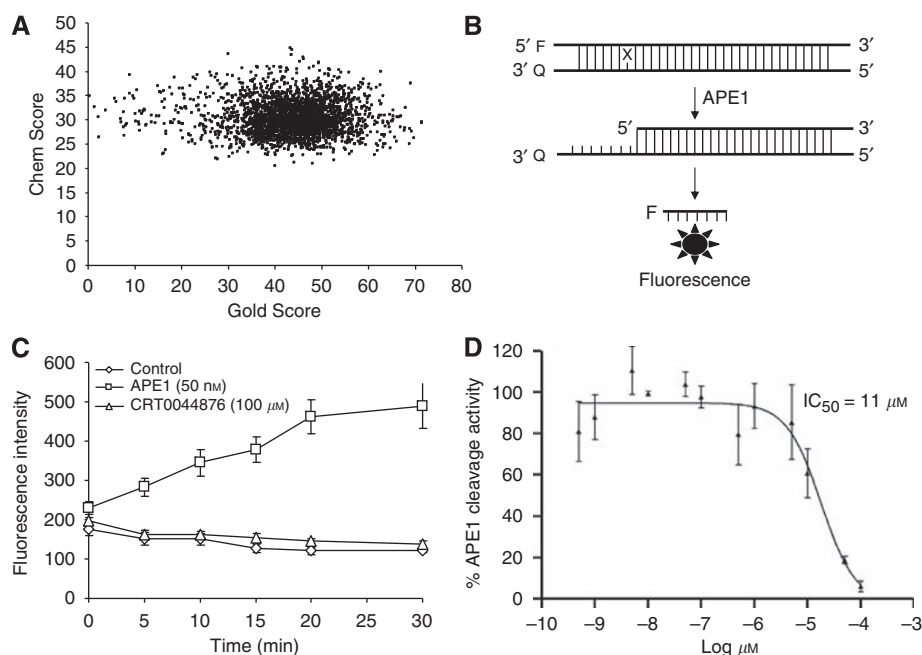 A
Chem Score
50
45
40
35
30
25
20
15
10
5
0
0 10 20 30 40 50 60 70 80
Gold Score
B
5′ F 3′
X
3′ Q 5′
APE1
5′ 3′
3′ Q 5′
F
Fluorescence
C
Fluorescence intensity
600
500
400
300
200
100
0
Control
APE1 (50 nM)
CRT0044876 (100 μM)
0 5 10 15 20 30
Time (min)
D
% APE1 cleavage activity
120
100
80
60
40
20
0
IC50 = 11 μM
–10 –9 –8 –7 –6 –5 –4 –3
Log μM